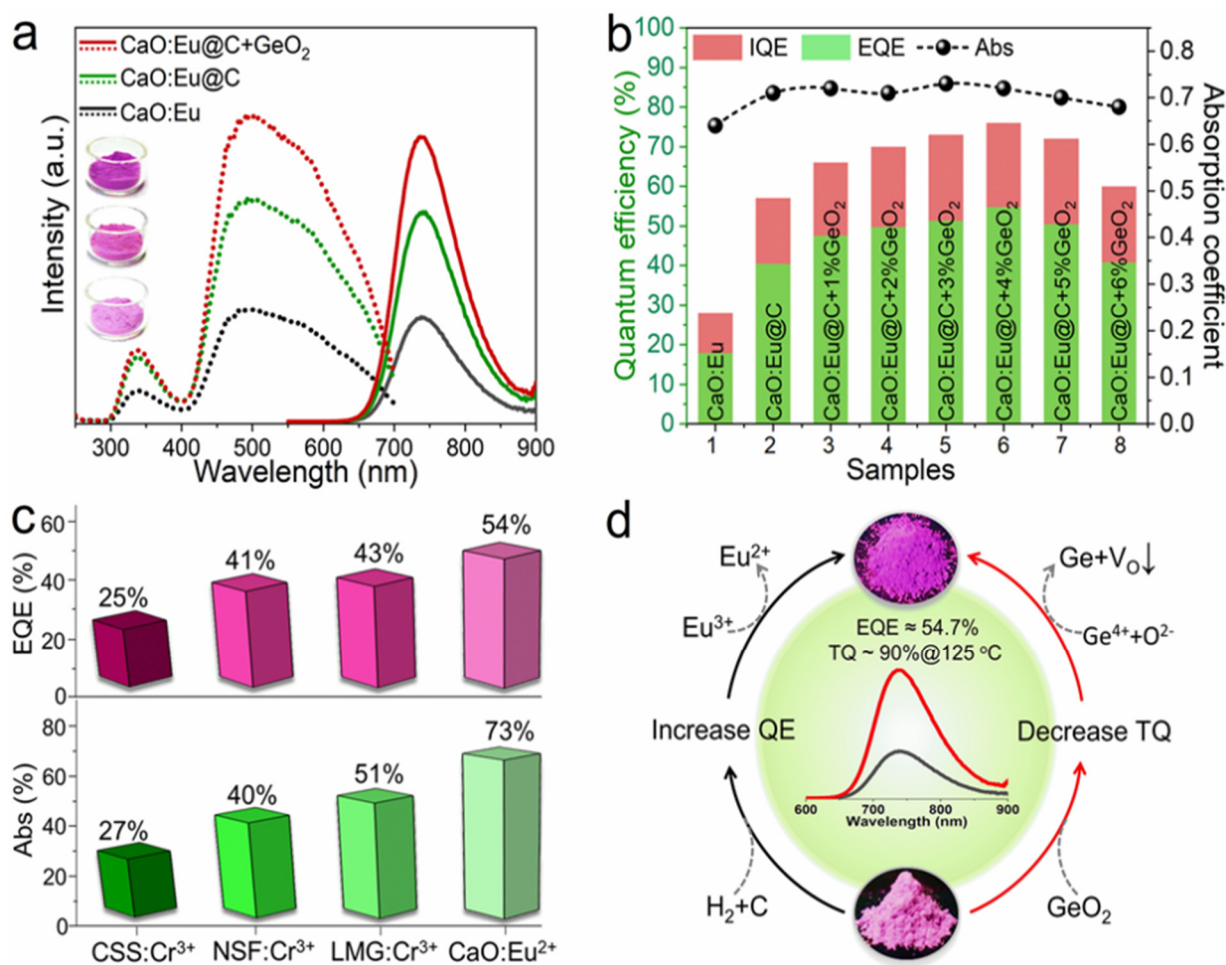 a
CaO:Eu@C+GeO₂
CaO:Eu@C
CaO:Eu
Intensity (a.u.)
300 400 500 600 700 800 900
Wavelength (nm)
b
IQE EQE Abs
Quantum efficiency (%)
100
90
80
70
60
50
40
30
20
10
0
CaO:Eu
CaO:Eu@C
CaO:Eu@C+1%GeO₂
CaO:Eu@C+2%GeO₂
CaO:Eu@C+3%GeO₂
CaO:Eu@C+4%GeO₂
CaO:Eu@C+5%GeO₂
CaO:Eu@C+6%GeO₂
0.8
0.7
0.6
0.5
0.4
0.3
0.2
0.1
0.0
Absorption coefficient
1 2 3 4 5 6 7 8
Samples
c
EQE (%)
60
40
20
0
25%
41%
43%
54%
Abs (%)
80
60
40
20
0
27%
40%
51%
73%
CSS:Cr³⁺ NSF:Cr³⁺ LMG:Cr³⁺ CaO:Eu²⁺
d
Eu²⁺
Eu³⁺
Ge+V₀↓
Ge⁴⁺+O²⁻
EQE ≈ 54.7%
TQ ~ 90%@125 °C
Increase QE
Decrease TQ
600 700 800 900
Wavelength (nm)
H₂+C
GeO₂